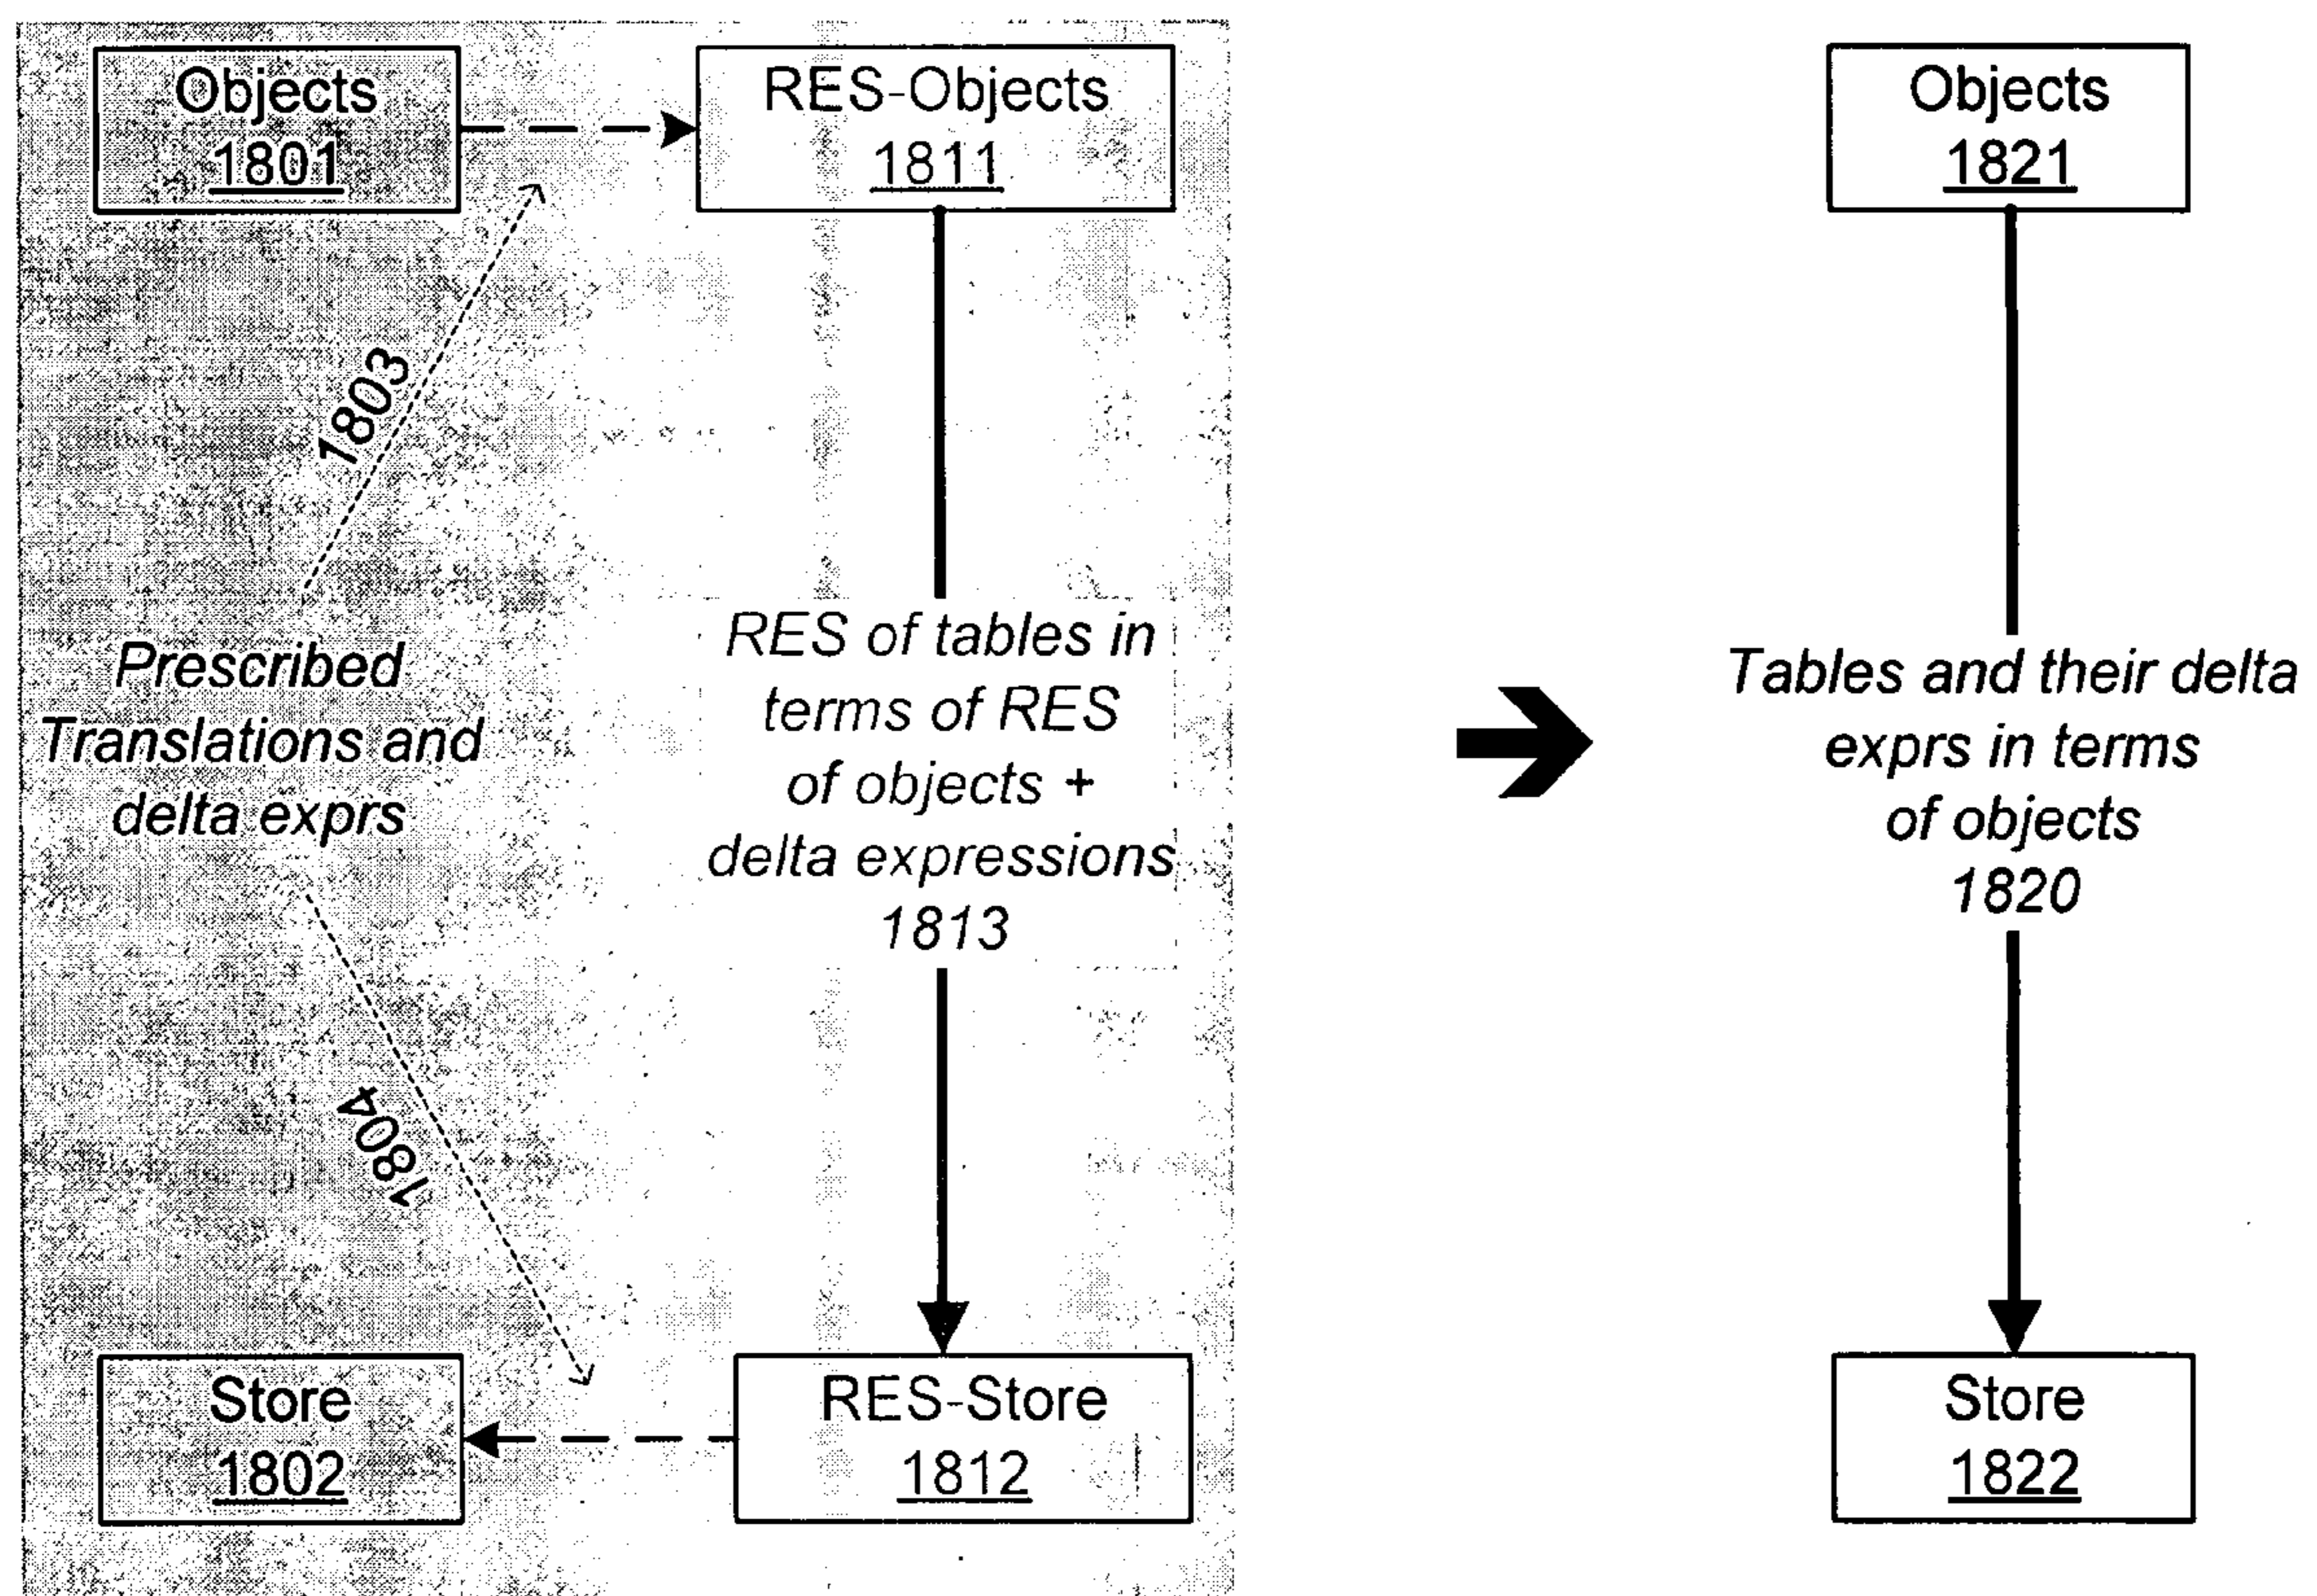 Objects
1801
RES-Objects
1811
Objects
1821
1803
Prescribed
Translations and
delta exprs
RES of tables in
terms of RES
of objects +
delta expressions
1813
Tables and their delta
exprs in terms
of objects
1820
1804
Store
1802
RES-Store
1812
Store
1822